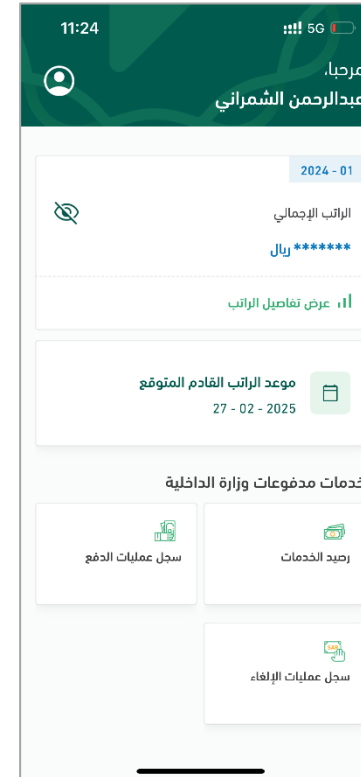 11:24
5G
مرحبا،
عبدالرحمن الشمراني
2024 - 01
الراتب الإجمالي
******* ريال
عرض تفاصيل الراتب
موعد الراتب القادم المتوقع
27 - 02 - 2025
خدمات مدفوعات وزارة الداخلية
رصيد الخدمات
سجل عمليات الدفع
SAR
سجل عمليات الإلغاء